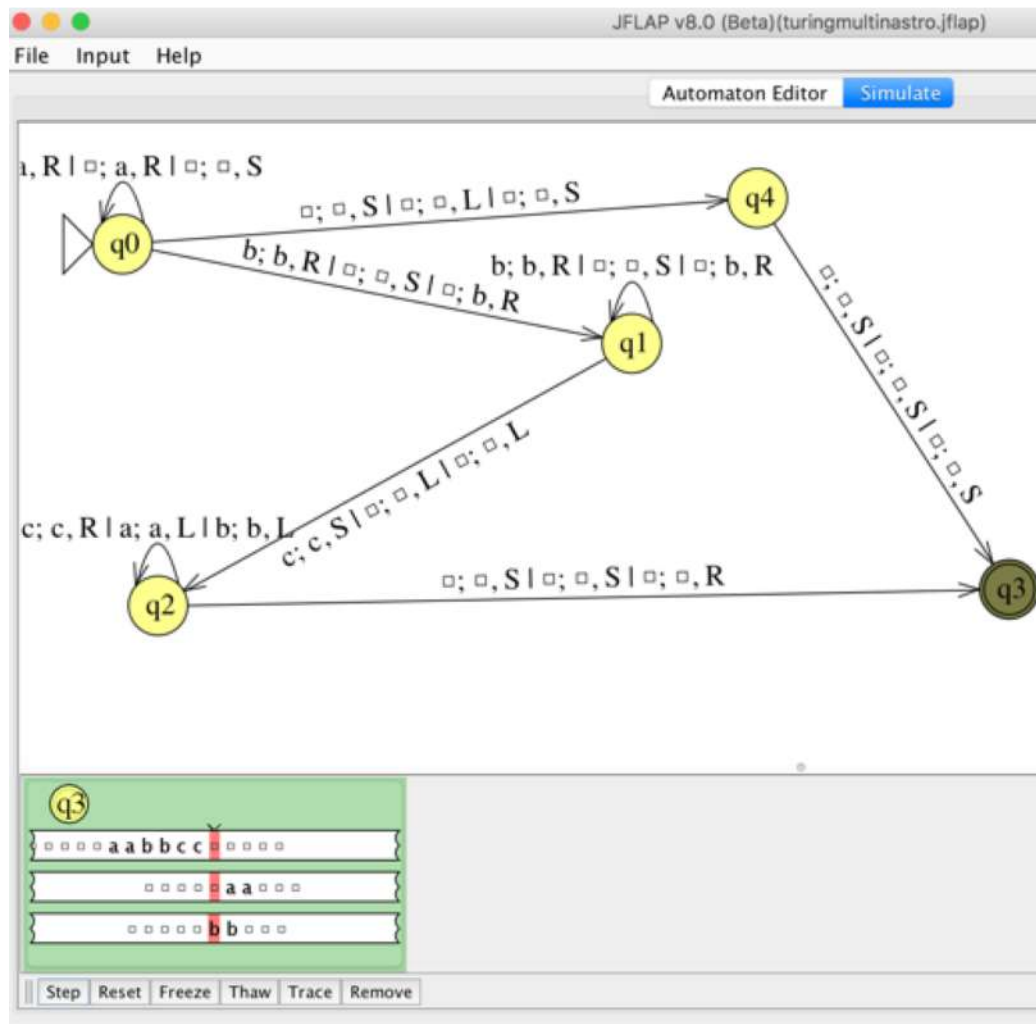 JFLAP v8.0 (Beta)(turingmultinastro.jflap)
File Input Help
Automaton Editor Simulate
a, R | □; a, R | □; □, S
□; □, S | □; □, L | □; □, S
q4
q0
b; b, R | □; □, S | □; b, R
b; b, R | □; □, S | □; b, R
q1
□; □, S | □; □, S | □; □, S
c; c, S | □; □, L | □; □, L
c; c, R | a; a, L | b; b, L
□; □, S | □; □, S | □; □, R
q2
q3
q3
□ □ □ □ a a b b c c □ □ □ □ □
□ □ □ □ □ a a □ □ □
□ □ □ □ □ b b □ □ □
Step Reset Freeze Thaw Trace Remove